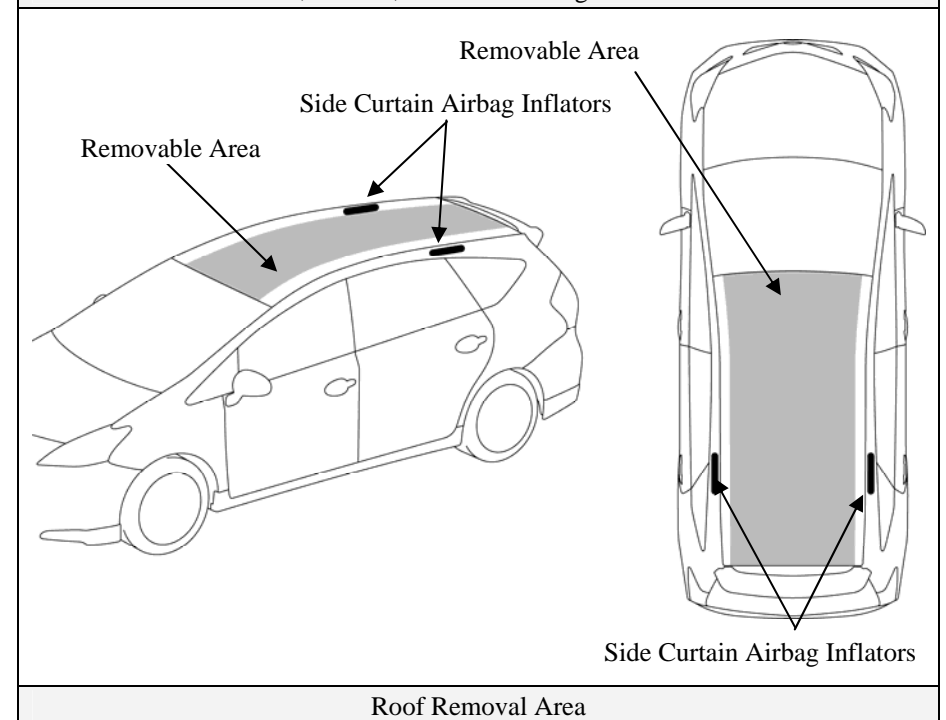 Removable Area
Side Curtain Airbag Inflators
Removable Area
Side Curtain Airbag Inflators
Roof Removal Area